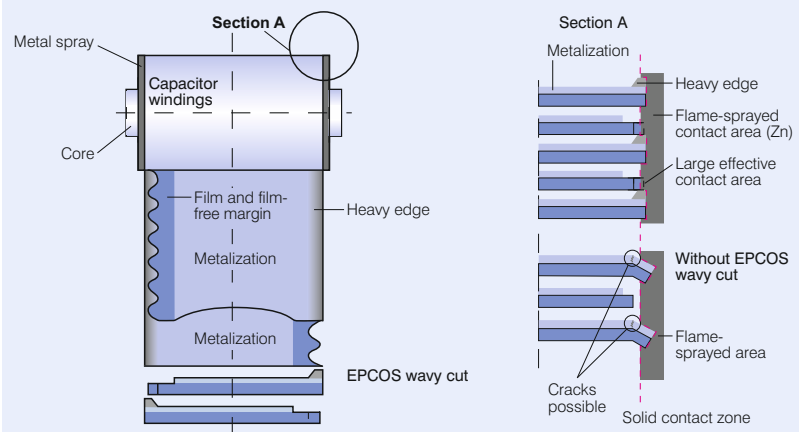 Section A
Metal spray
Capacitor
windings
Core
Film and film-
free margin
Heavy edge
Metalization
Metalization
EPCOS wavy cut
Section A
Metalization
Heavy edge
Flame-sprayed
contact area (Zn)
Large effective
contact area
Without EPCOS
wavy cut
Flame-
sprayed area
Cracks
possible
Solid contact zone